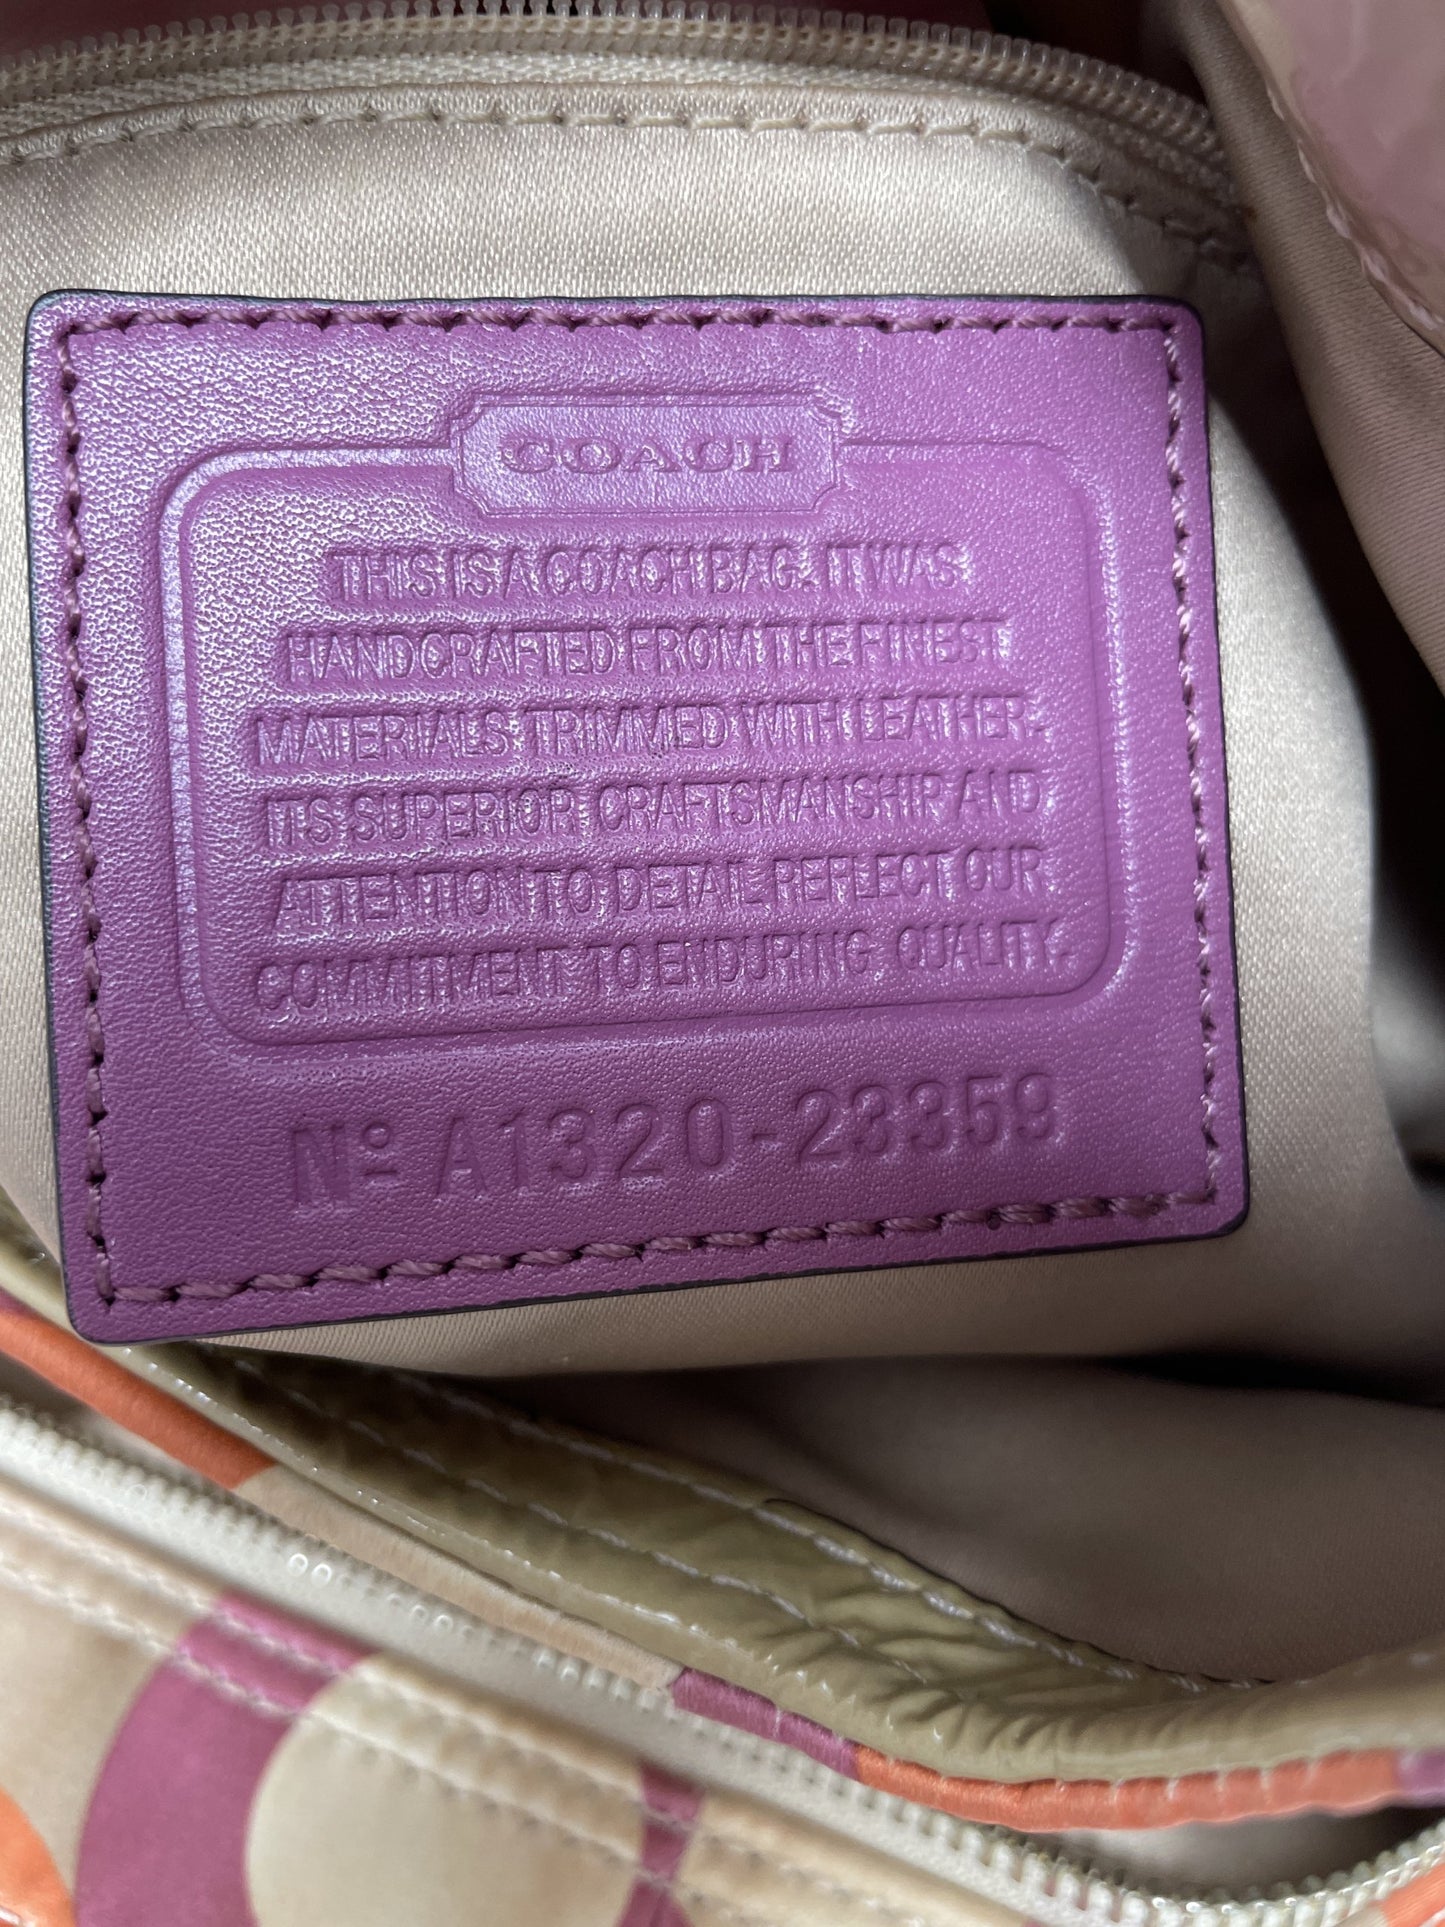 COACH
THIS IS A COACH BAG. IT WAS
HANDCRAFTED FROM THE FINEST
MATERIALS TRIMMED WITH LEATHER.
ITS SUPERIOR CRAFTSMANSHIP AND
ATTENTION TO DETAIL REFLECT OUR
COMMITMENT TO ENDURING QUALITY.
Nº A1320-23359